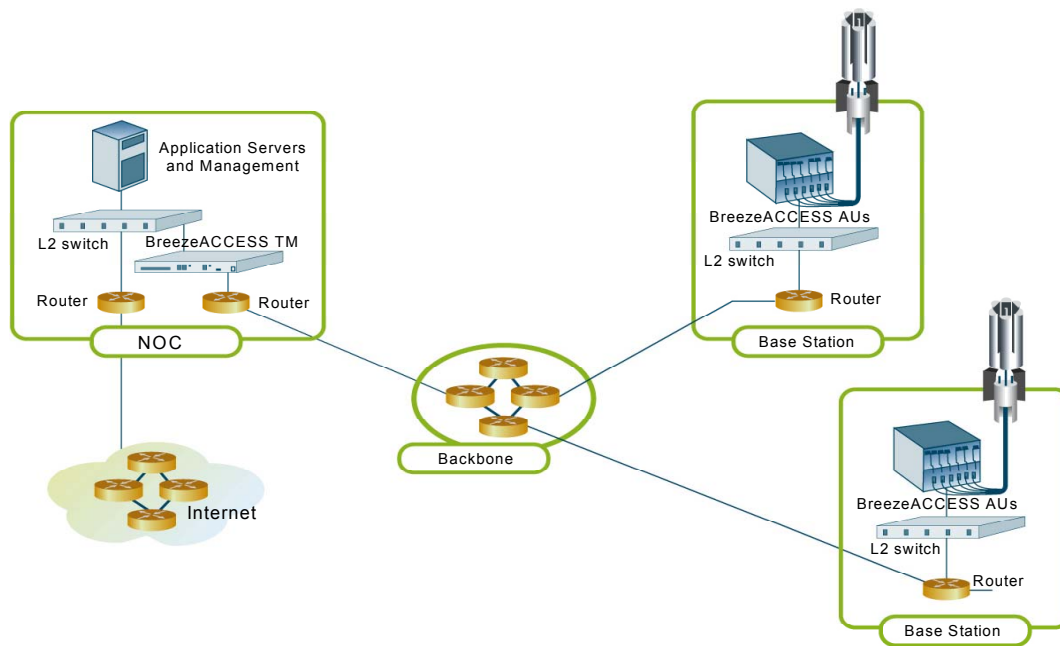 Application Servers
and Management
L2 switch
BreezeACCESS TM
Router
Router
NOC
Internet
Backbone
BreezeACCESS AUs
L2 switch
Router
Base Station
BreezeACCESS AUs
L2 switch
Router
Base Station